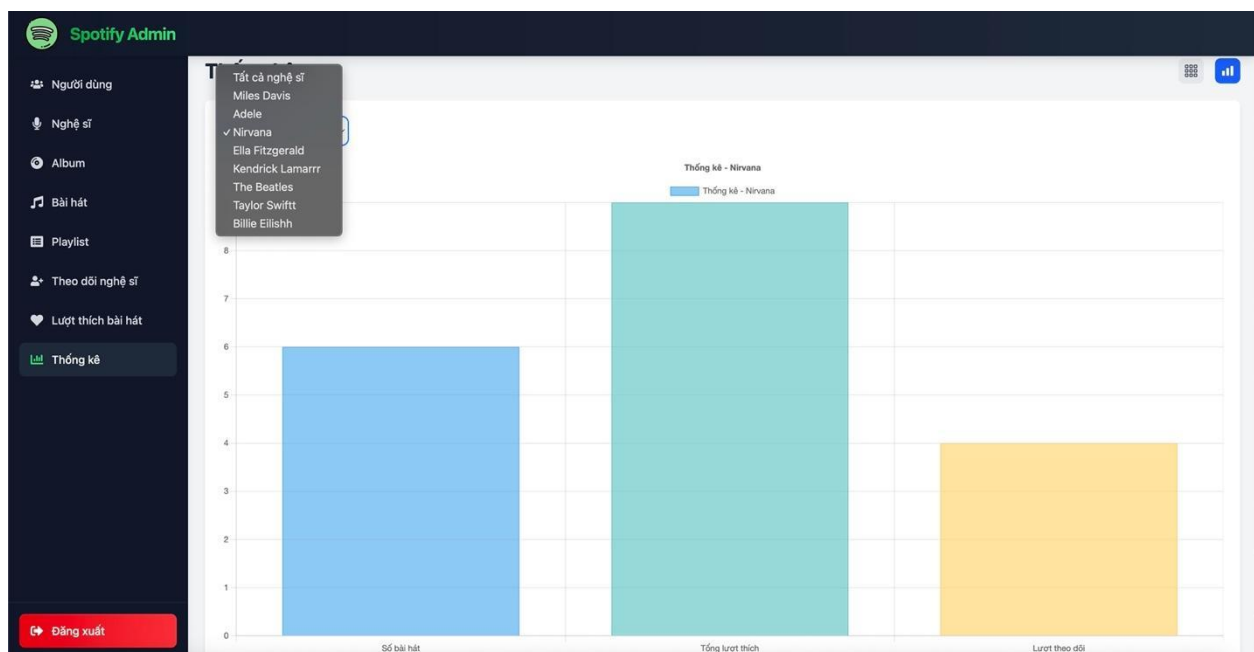 Spotify Admin
Người dùng
Nghệ sĩ
Album
Bài hát
Playlist
Theo dõi nghệ sĩ
Lượt thích bài hát
Thống kê
Đăng xuất
Tất cả nghệ sĩ
Miles Davis
Adele
✓ Nirvana
Ella Fitzgerald
Kendrick Lamarrr
The Beatles
Taylor Swiftt
Billie Eilishh
Thống kê - Nirvana
Thống kê - Nirvana
8
7
6
5
4
3
2
1
0
Số bài hát
Tổng lượt thích
Lượt theo dõi